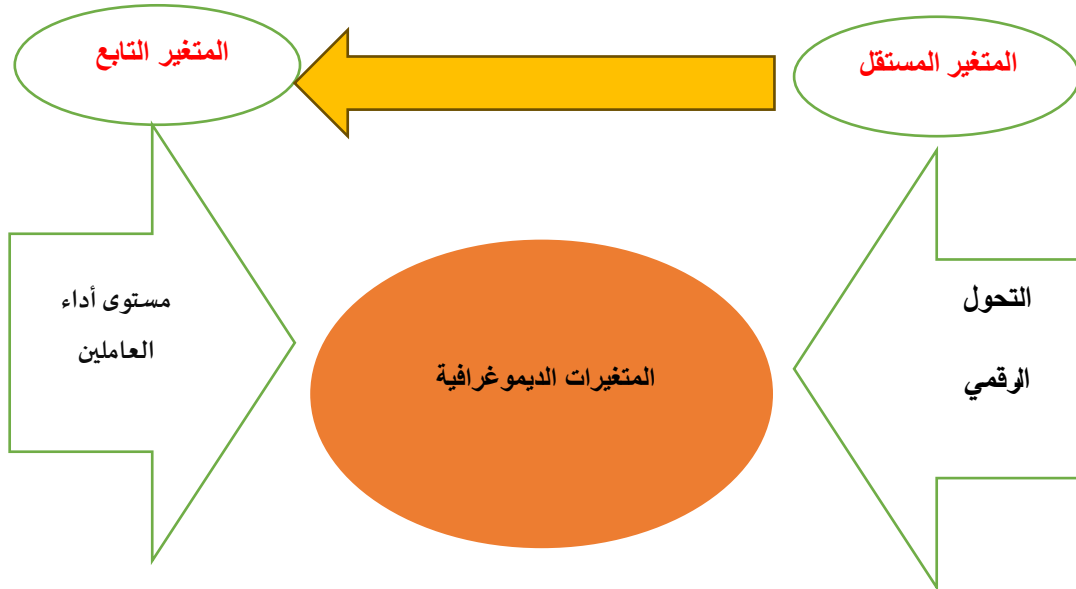 المتغير المستقل
المتغير التابع
التحول
الرقمي
المتغيرات الديموغرافية
مستوى أداء
العاملين